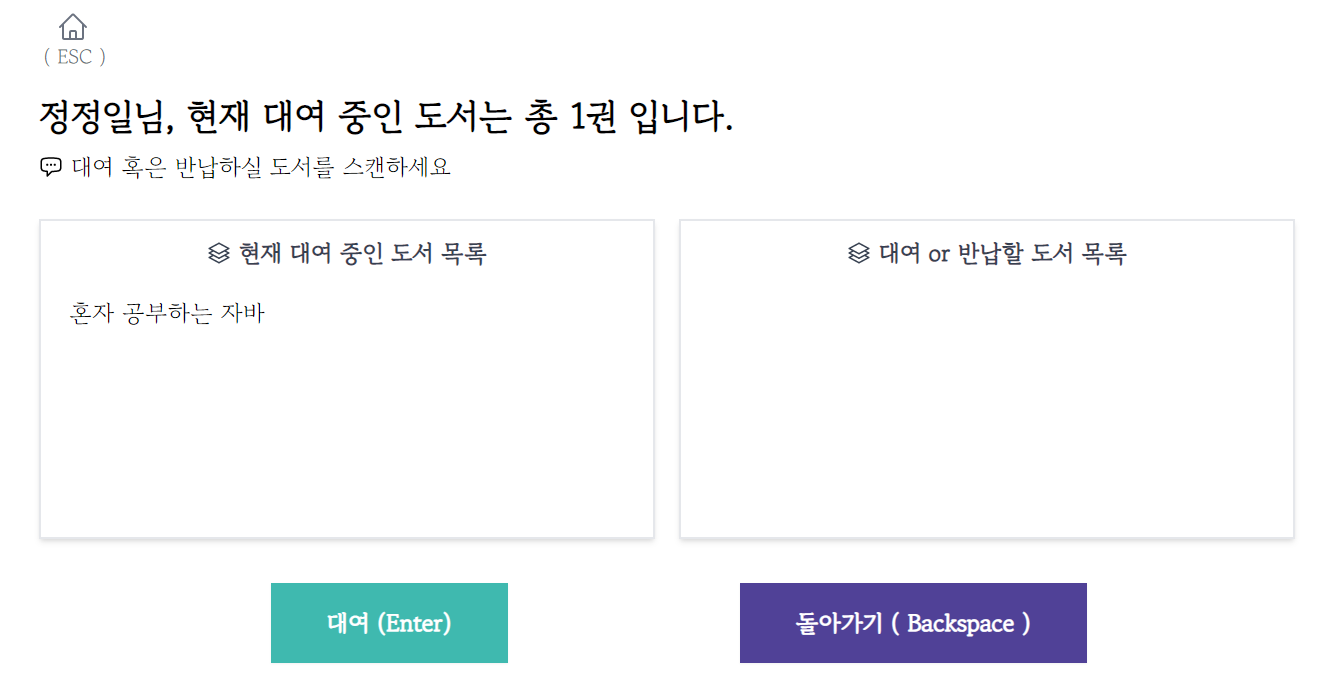 ( ESC )
정정일님, 현재 대여 중인 도서는 총 1권 입니다.
대여 혹은 반납하실 도서를 스캔하세요
현재 대여 중인 도서 목록
혼자 공부하는 자바
대여 or 반납할 도서 목록
대여 (Enter)
돌아가기 ( Backspace )